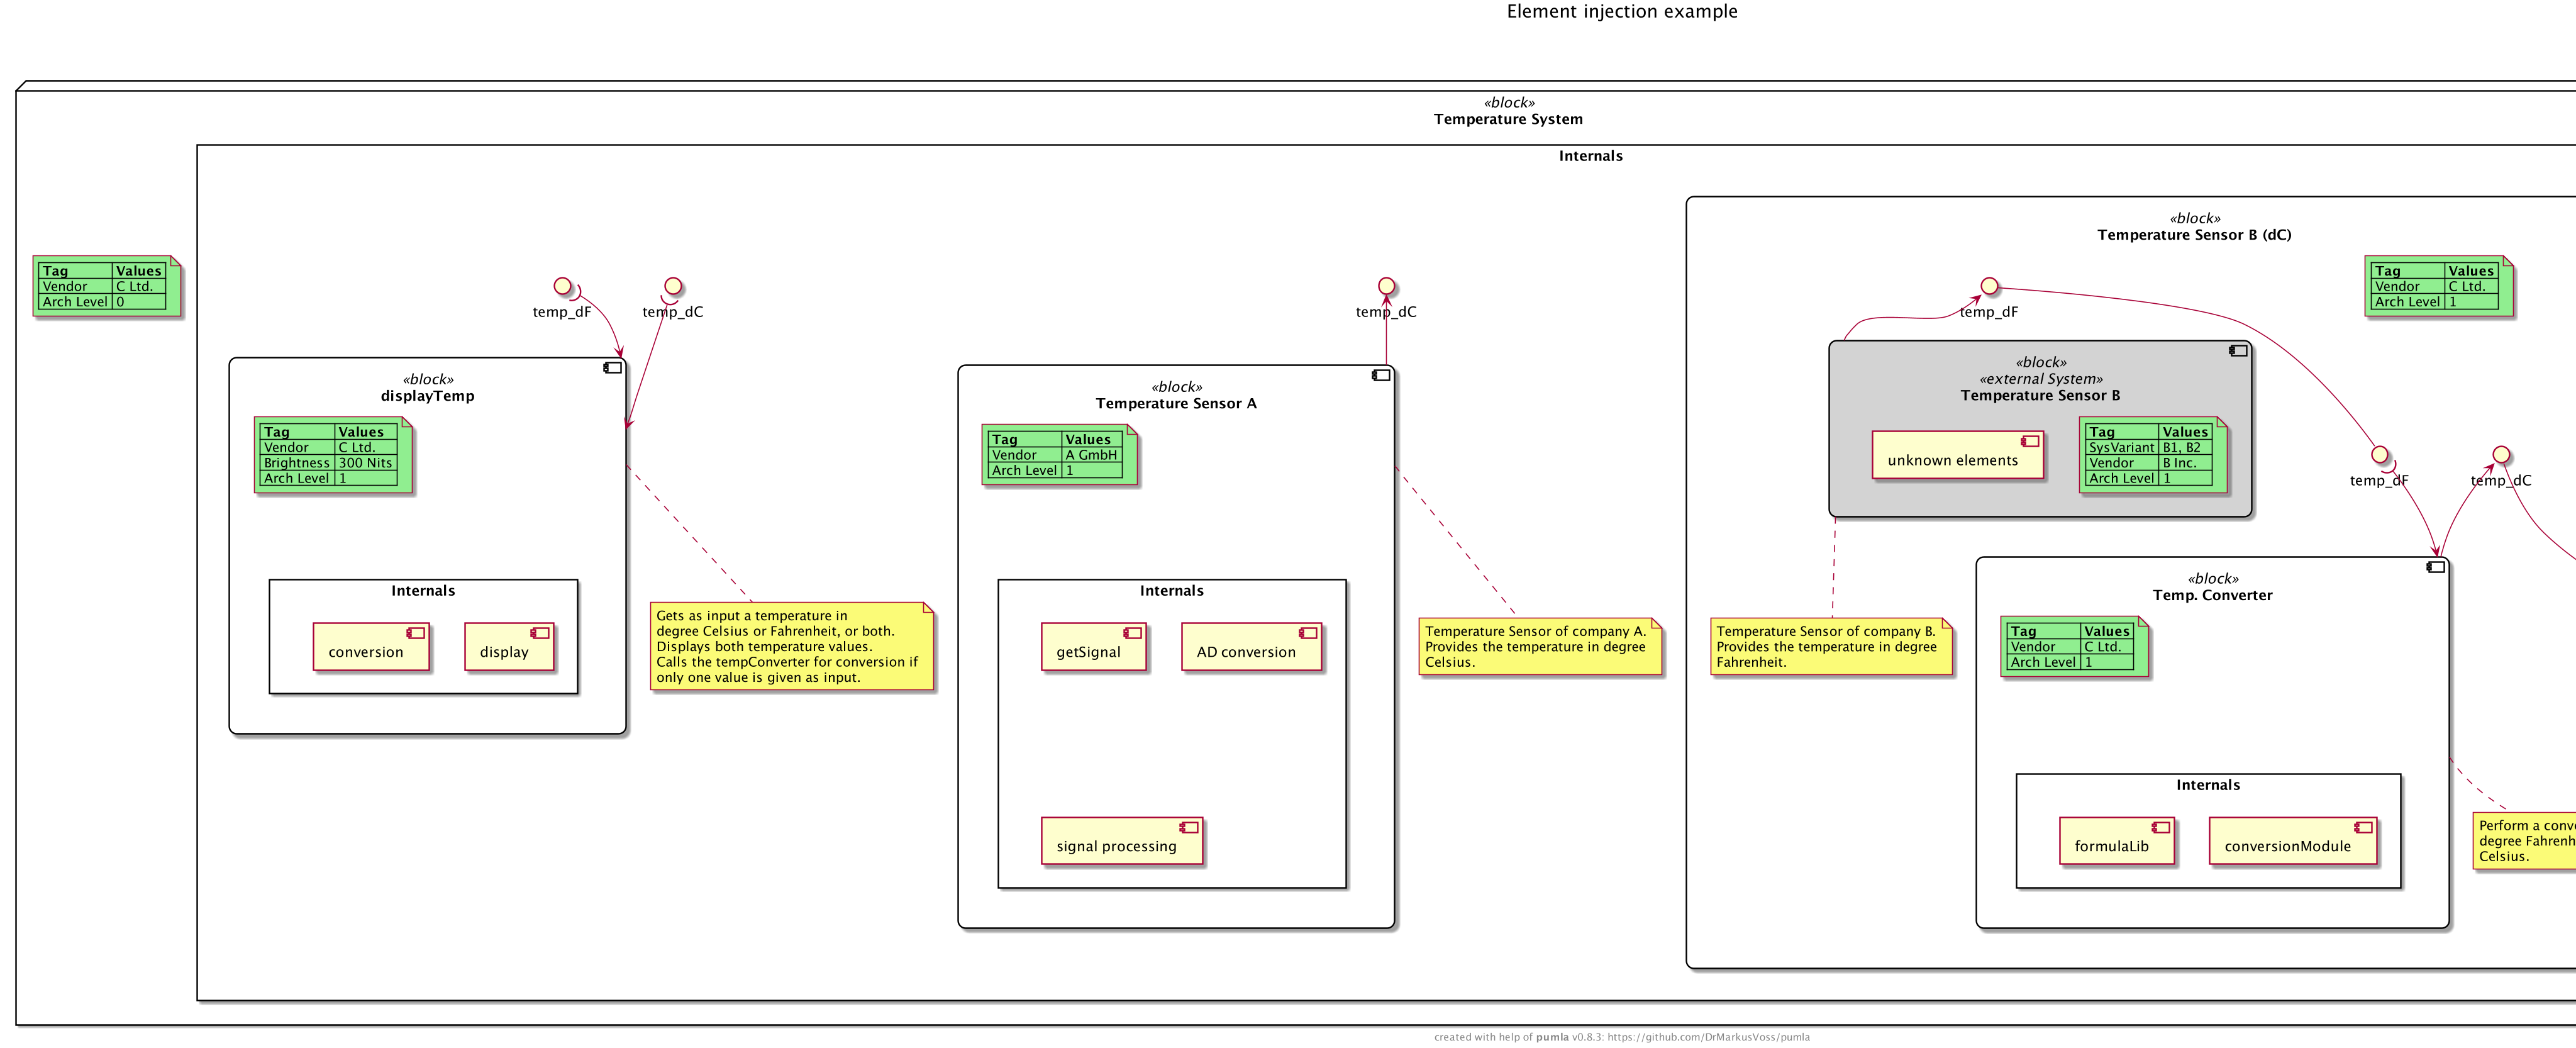 Element injection example
«block»
Temperature System
Internals
Tag Values
Vendor C Ltd.
Arch Level 0
temp_dF
temp_dC
«block»
displayTemp
Tag Values
Vendor C Ltd.
Brightness 300 Nits
Arch Level 1
Internals
conversion
display
Gets as input a temperature in
degree Celsius or Fahrenheit, or both.
Displays both temperature values.
Calls the tempConverter for conversion if
only one value is given as input.
temp_dC
«block»
Temperature Sensor A
Tag Values
Vendor A GmbH
Arch Level 1
Internals
getSignal
AD conversion
signal processing
Temperature Sensor of company A.
Provides the temperature in degree
Celsius.
«block»
Temperature Sensor B (dC)
Tag Values
Vendor C Ltd.
Arch Level 1
temp_dF
«block»
«external System»
Temperature Sensor B
unknown elements
Tag Values
SysVariant B1, B2
Vendor B Inc.
Arch Level 1
Temperature Sensor of company B.
Provides the temperature in degree
Fahrenheit.
temp_dF
temp_dC
«block»
Temp. Converter
Tag Values
Vendor C Ltd.
Arch Level 1
Internals
formulaLib
conversionModule
Perform a
degree
Celsius.
created with help of pumla v0.8.3: https://github.com/DrMarkusVoss/pumla